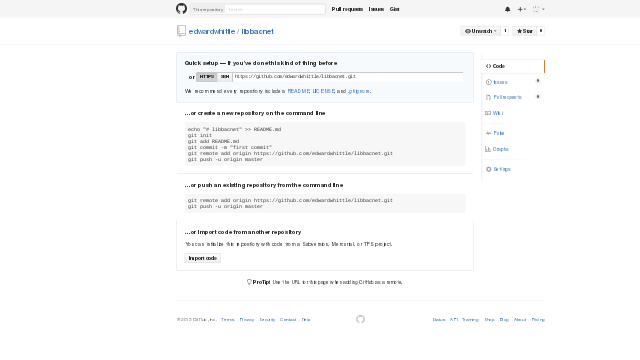 This repository Search Pull requests Issues Gist
edwardwhittle / libbacnet Unwatch 1 Star 0
Quick setup — if you've done this kind of thing before
or HTTPS SSH https://github.com/edwardwhittle/libbacnet.git
We recommend every repository include a README, LICENSE, and .gitignore.
…or create a new repository on the command line
echo "# libbacnet" >> README.md
git init
git add README.md
git commit -m "first commit"
git remote add origin https://github.com/edwardwhittle/libbacnet.git
git push -u origin master
…or push an existing repository from the command line
git remote add origin https://github.com/edwardwhittle/libbacnet.git
git push -u origin master
…or import code from another repository
You can initialize this repository with code from a Subversion, Mercurial, or TFS project.
Import code
ProTip! Use the URL for this page when adding GitHub as a remote.
Code
Issues 0
Pull requests 0
Wiki
Pulse
Graphs
Settings
© 2015 GitHub, Inc. Terms Privacy Security Contact Help
Status API Training Shop Blog About Pricing